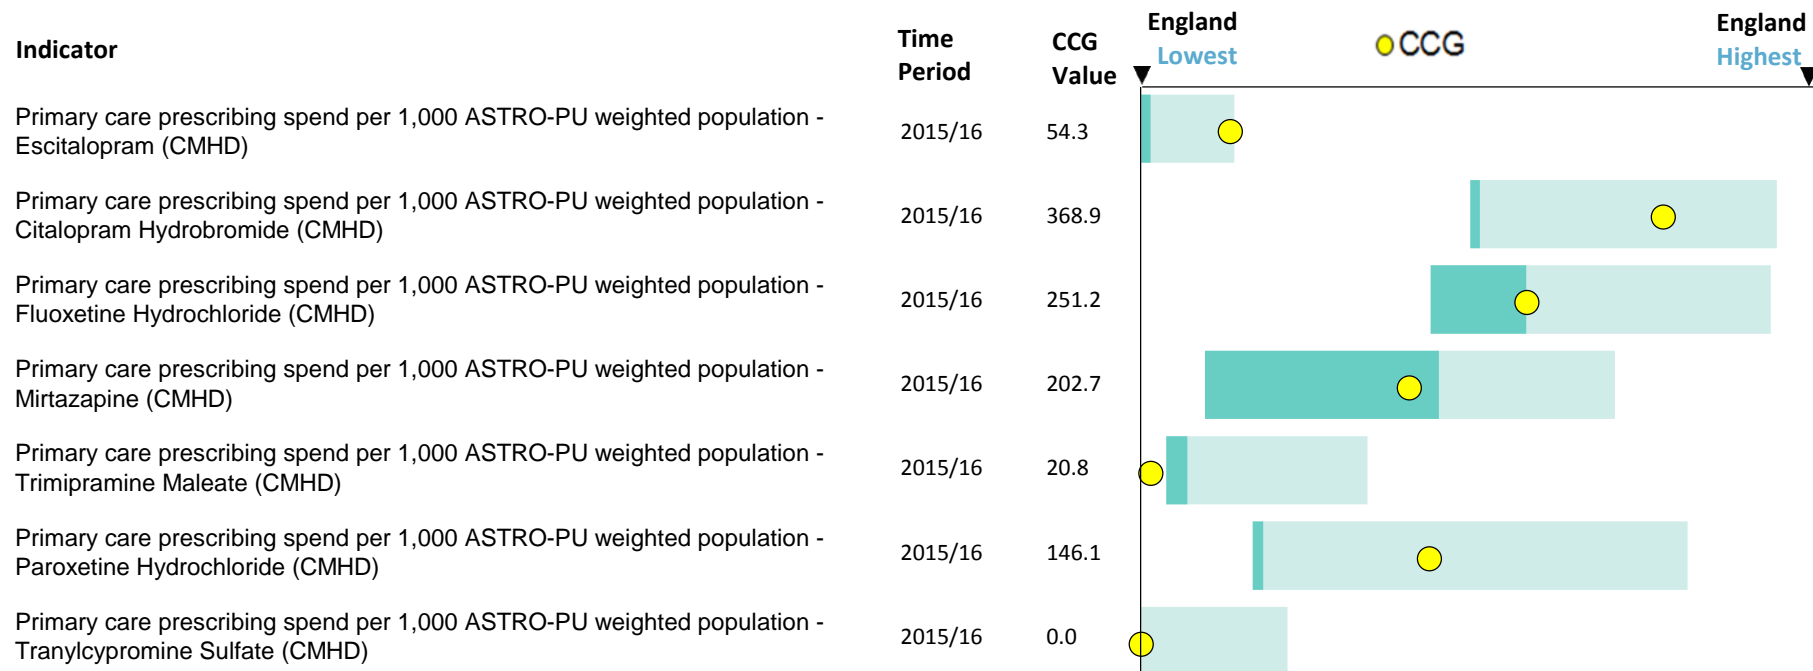 Indicator
Time
Period
CCG
Value
England
Lowest
CCG
England
Highest
Primary care prescribing spend per 1,000 ASTRO-PU weighted population -
Escitalopram (CMHD)
2015/16
54.3
Primary care prescribing spend per 1,000 ASTRO-PU weighted population -
Citalopram Hydrobromide (CMHD)
2015/16
368.9
Primary care prescribing spend per 1,000 ASTRO-PU weighted population -
Fluoxetine Hydrochloride (CMHD)
2015/16
251.2
Primary care prescribing spend per 1,000 ASTRO-PU weighted population -
Mirtazapine (CMHD)
2015/16
202.7
Primary care prescribing spend per 1,000 ASTRO-PU weighted population -
Trimipramine Maleate (CMHD)
2015/16
20.8
Primary care prescribing spend per 1,000 ASTRO-PU weighted population -
Paroxetine Hydrochloride (CMHD)
2015/16
146.1
Primary care prescribing spend per 1,000 ASTRO-PU weighted population -
Tranylcypromine Sulfate (CMHD)
2015/16
0.0